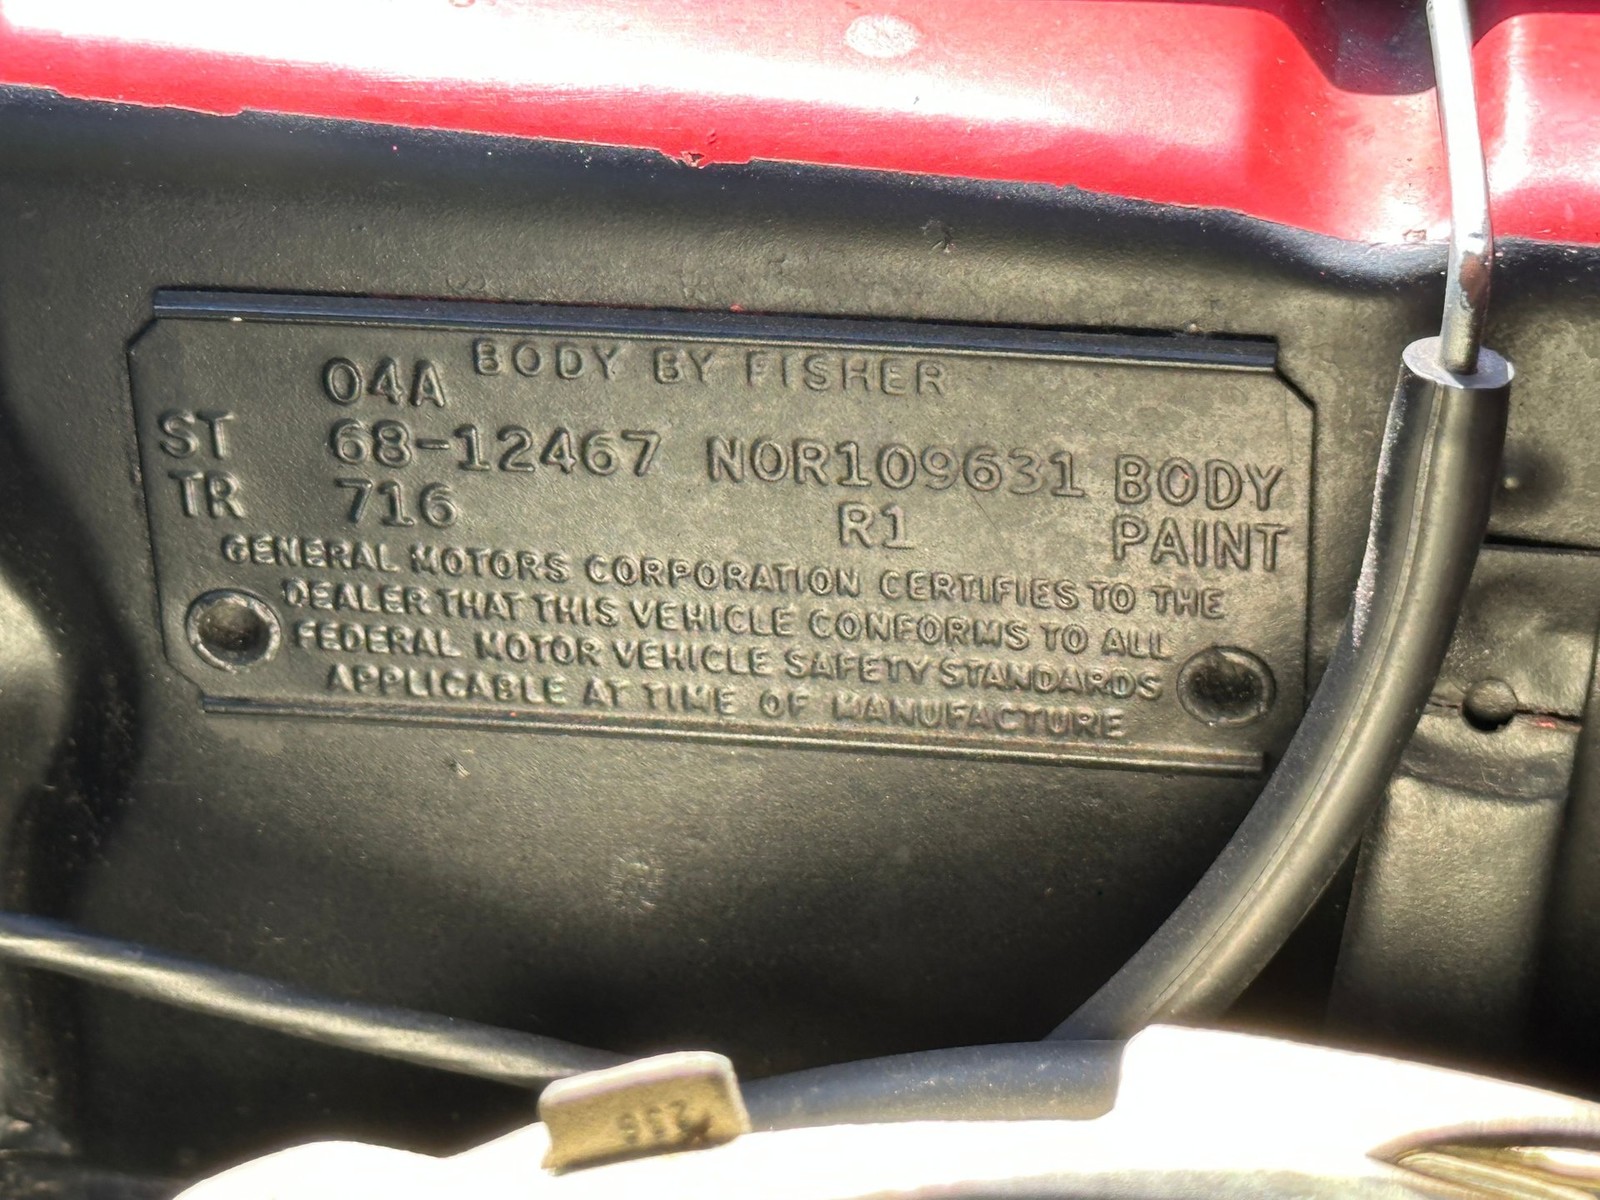 BODY BY FISHER
04A
ST 68-12467 NOR109631 BODY
TR 716 R1 PAINT
GENERAL MOTORS CORPORATION CERTIFIES TO THE
DEALER THAT THIS VEHICLE CONFORMS TO ALL
FEDERAL MOTOR VEHICLE SAFETY STANDARDS
APPLICABLE AT TIME OF MANUFACTURE